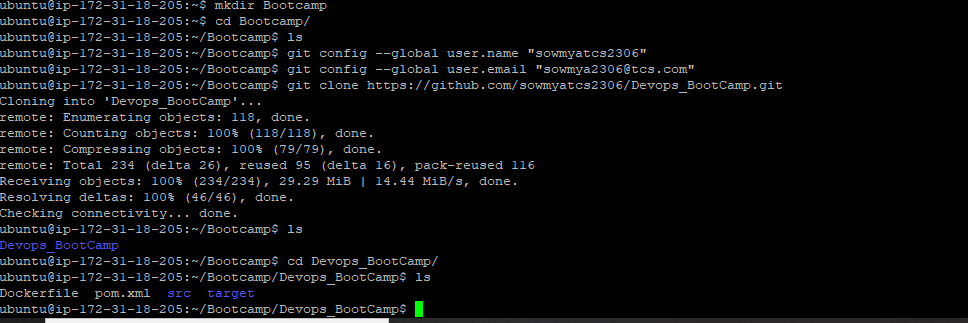 ubuntu@ip-172-31-18-205:~$ mkdir Bootcamp
ubuntu@ip-172-31-18-205:~$ cd Bootcamp/
ubuntu@ip-172-31-18-205:~/Bootcamp$ ls
ubuntu@ip-172-31-18-205:~/Bootcamp$ git config --global user.name "sowmyatcs2306"
ubuntu@ip-172-31-18-205:~/Bootcamp$ git config --global user.email "sowmya2306@tcs.com"
ubuntu@ip-172-31-18-205:~/Bootcamp$ git clone https://github.com/sowmyatcs2306/Devops_BootCamp.git
Cloning into 'Devops_BootCamp'...
remote: Enumerating objects: 118, done.
remote: Counting objects: 100% (118/118), done.
remote: Compressing objects: 100% (79/79), done.
remote: Total 234 (delta 26), reused 95 (delta 16), pack-reused 116
Receiving objects: 100% (234/234), 29.29 MiB | 14.44 MiB/s, done.
Resolving deltas: 100% (46/46), done.
Checking connectivity... done.
ubuntu@ip-172-31-18-205:~/Bootcamp$ ls
Devops_BootCamp
ubuntu@ip-172-31-18-205:~/Bootcamp$ cd Devops_BootCamp/
ubuntu@ip-172-31-18-205:~/Bootcamp/Devops_BootCamp$ ls
Dockerfile pom.xml src target
ubuntu@ip-172-31-18-205:~/Bootcamp/Devops_BootCamp$